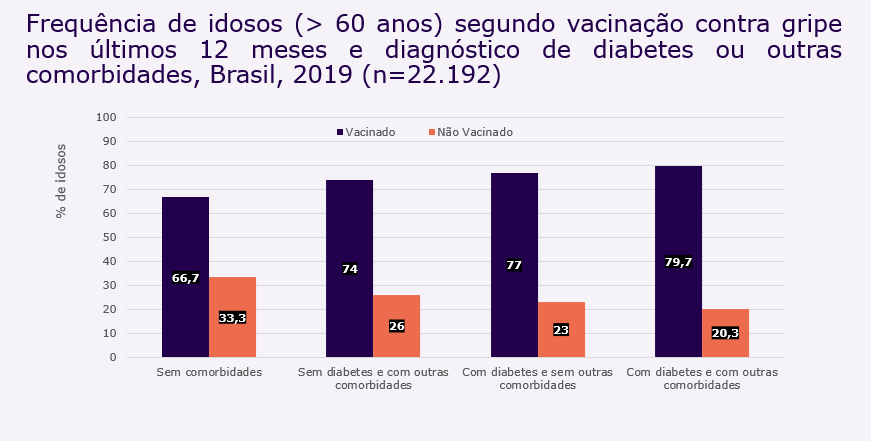 Frequência de idosos (> 60 anos) segundo vacinação contra gripe
nos últimos 12 meses e diagnóstico de diabetes ou outras
comorbidades, Brasil, 2019 (n=22.192)
Vacinado
Não Vacinado
% de idosos
100
90
80
70
60
50
40
30
20
10
0
66,7
33,3
74
26
77
23
79,7
20,3
Sem comorbidades
Sem diabetes e com outras
comorbidades
Com diabetes e sem outras
comorbidades
Com diabetes e com outras
comorbidades